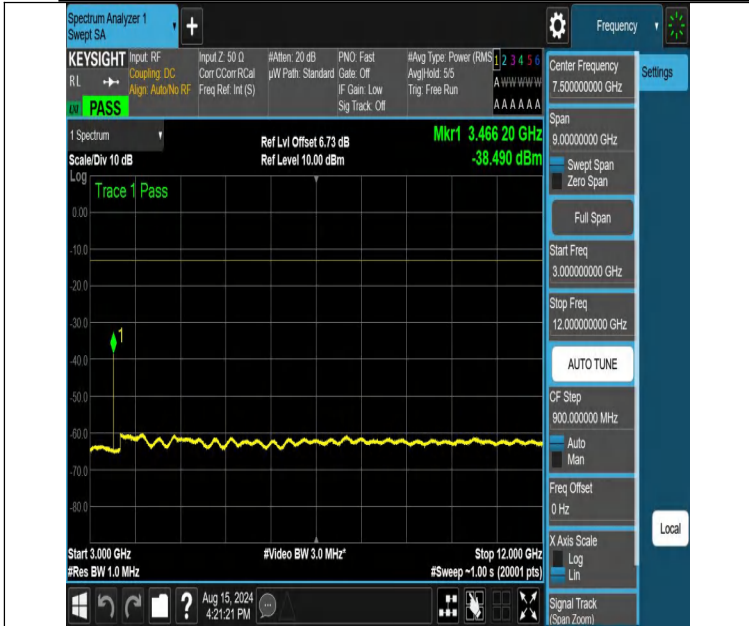 Spectrum Analyzer 1
Swept SA
Frequency
KEYSIGHT
RL
PASS
Input: RF
Coupling: DC
Align: Auto/No RF
Input Z: 50 Ω
Corr CCorr RCal
Freq Ref: Int (S)
#Atten: 20 dB
µW Path: Standard
PNO: Fast
Gate: Off
IF Gain: Low
Sig Track: Off
#Avg Type: Power (RMS
Avg|Hold: 5/5
Trig: Free Run
1 2 3 4 5 6
A W W W W W
A A A A A A
1 Spectrum
Scale/Div 10 dB
Ref Lvl Offset 6.73 dB
Ref Level 10.00 dBm
Mkr1 3.466 20 GHz
-38.490 dBm
Log
Trace 1 Pass
0.00
-10.0
-20.0
-30.0
1
-40.0
-50.0
-60.0
-70.0
-80.0
Start 3.000 GHz
#Res BW 1.0 MHz
#Video BW 3.0 MHz*
Stop 12.000 GHz
#Sweep ~1.00 s (20001 pts)
Aug 15, 2024
4:21:21 PM
Center Frequency
7.500000000 GHz
Settings
Span
9.00000000 GHz
Swept Span
Zero Span
Full Span
Start Freq
3.000000000 GHz
Stop Freq
12.000000000 GHz
AUTO TUNE
CF Step
900.000000 MHz
Auto
Man
Freq Offset
0 Hz
X Axis Scale
Log
Lin
Local
Signal Track
(Span Zoom)